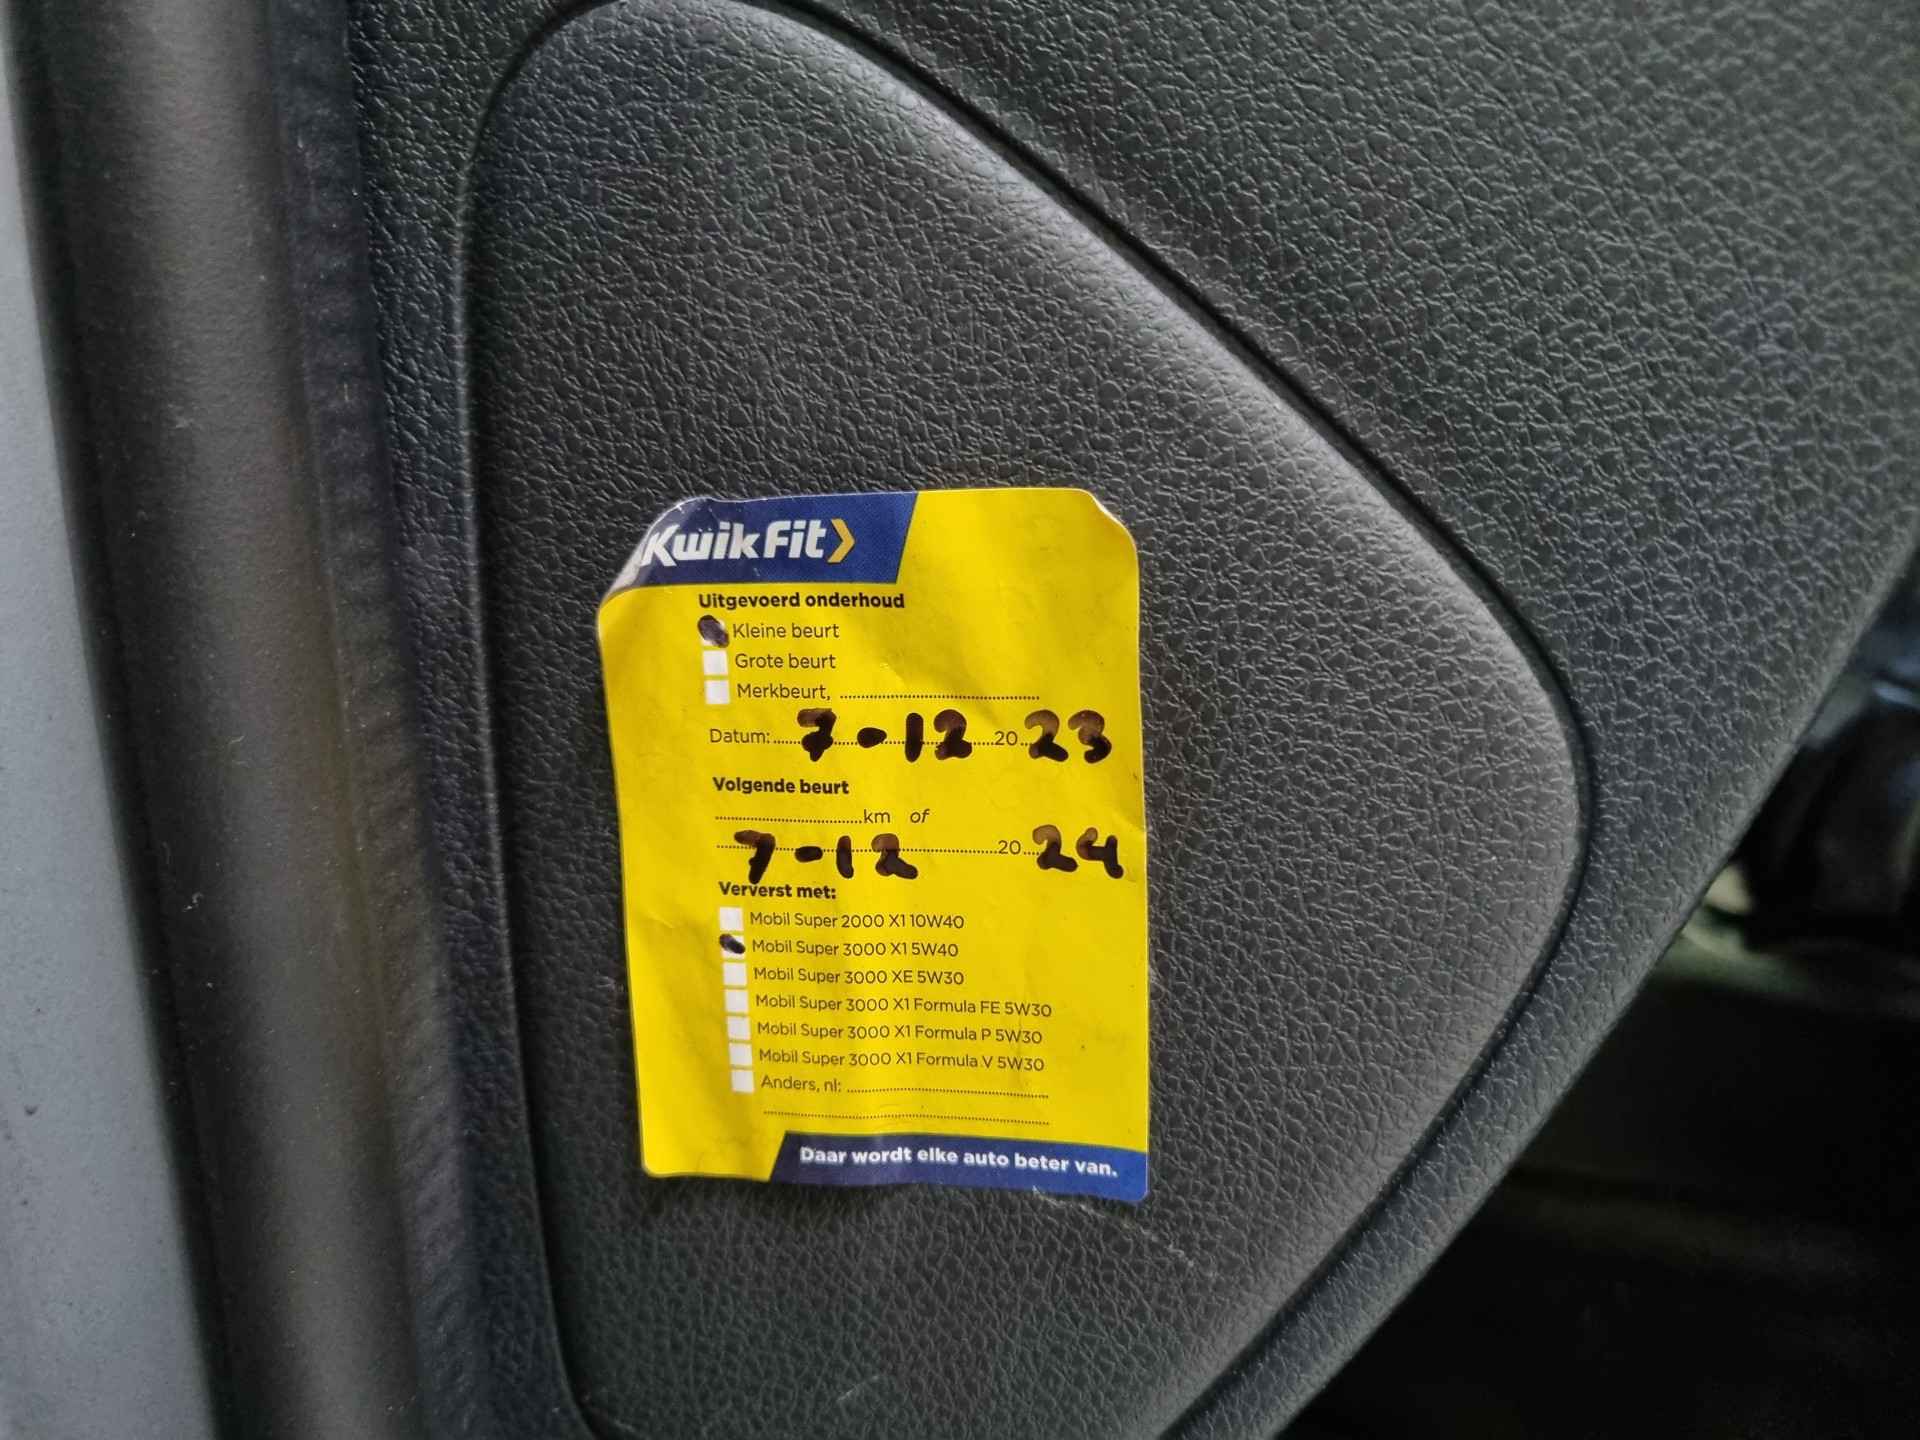 KwikFit
Uitgevoerd onderhoud
Kleine beurt
Grote beurt
Merkbeurt, ........................................
Datum: ..... 7 - 12 ..... 20 ... 23
Volgende beurt
.............................. km of
7 - 12 .............. 20 ... 24
Ververst met:
Mobil Super 2000 X1 10W40
Mobil Super 3000 X1 5W40
Mobil Super 3000 XE 5W30
Mobil Super 3000 X1 Formula FE 5W30
Mobil Super 3000 X1 Formula P 5W30
Mobil Super 3000 X1 Formula V 5W30
Anders, nl: ........................................
Daar wordt elke auto beter van.